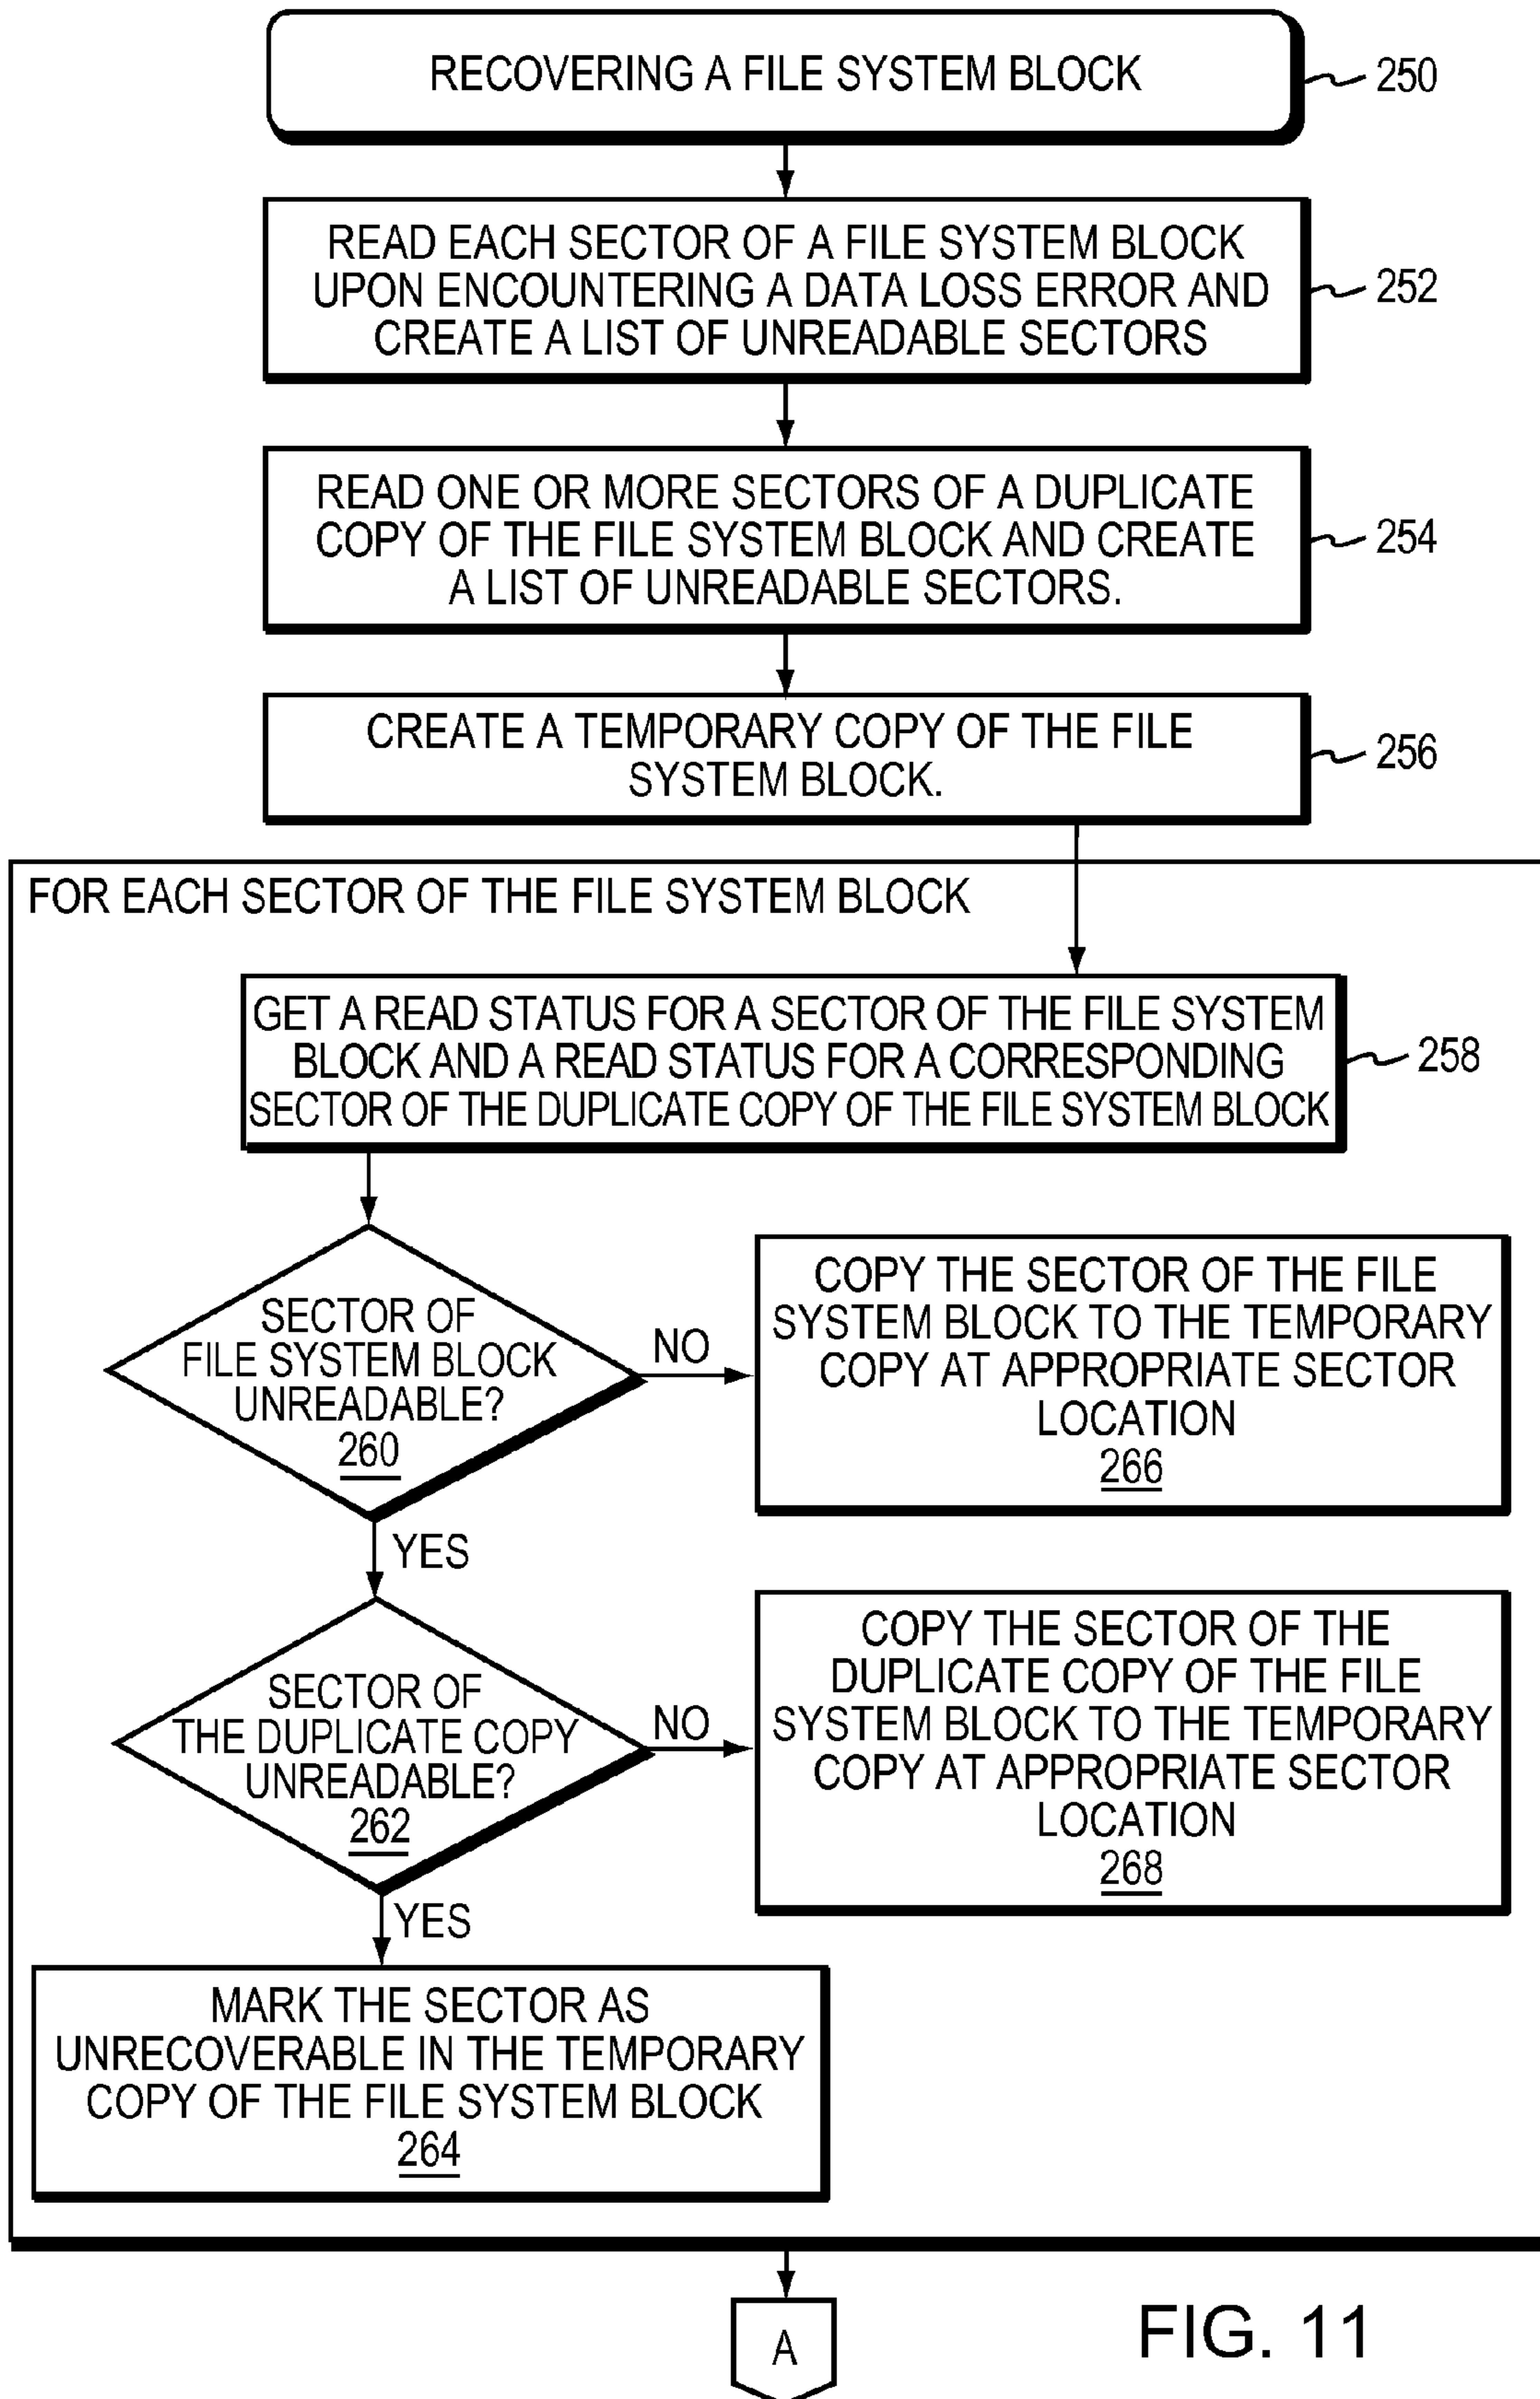 RECOVERING A FILE SYSTEM BLOCK
250
READ EACH SECTOR OF A FILE SYSTEM BLOCK
UPON ENCOUNTERING A DATA LOSS ERROR AND
CREATE A LIST OF UNREADABLE SECTORS
252
READ ONE OR MORE SECTORS OF A DUPLICATE
COPY OF THE FILE SYSTEM BLOCK AND CREATE
A LIST OF UNREADABLE SECTORS.
254
CREATE A TEMPORARY COPY OF THE FILE
SYSTEM BLOCK.
256
FOR EACH SECTOR OF THE FILE SYSTEM BLOCK
GET A READ STATUS FOR A SECTOR OF THE FILE SYSTEM
BLOCK AND A READ STATUS FOR A CORRESPONDING
SECTOR OF THE DUPLICATE COPY OF THE FILE SYSTEM BLOCK
258
SECTOR OF
FILE SYSTEM BLOCK
UNREADABLE?
260
NO
COPY THE SECTOR OF THE FILE
SYSTEM BLOCK TO THE TEMPORARY
COPY AT APPROPRIATE SECTOR
LOCATION
266
YES
SECTOR OF
THE DUPLICATE COPY
UNREADABLE?
262
NO
COPY THE SECTOR OF THE
DUPLICATE COPY OF THE FILE
SYSTEM BLOCK TO THE TEMPORARY
COPY AT APPROPRIATE SECTOR
LOCATION
268
YES
MARK THE SECTOR AS
UNRECOVERABLE IN THE TEMPORARY
COPY OF THE FILE SYSTEM BLOCK
264
A
FIG. 11